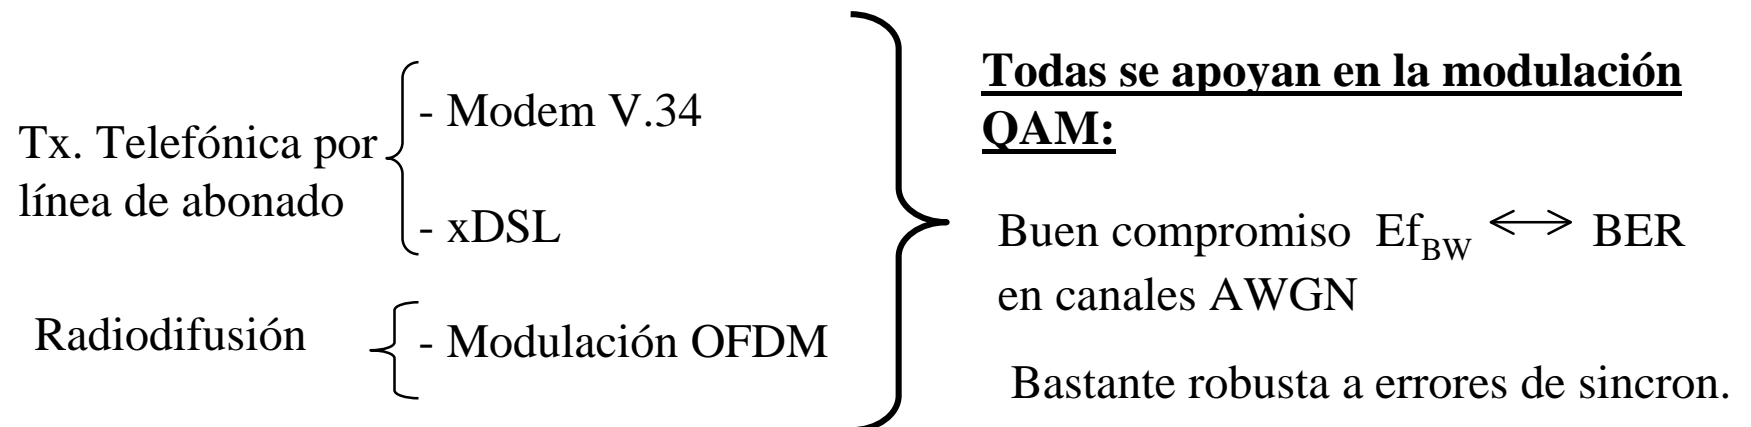 Tx. Telefónica por
línea de abonado
- Modem V.34
- xDSL
Radiodifusión
- Modulación OFDM
Todas se apoyan en la modulación
QAM:
Buen compromiso Ef_BW ⟷ BER
en canales AWGN
Bastante robusta a errores de sincron.